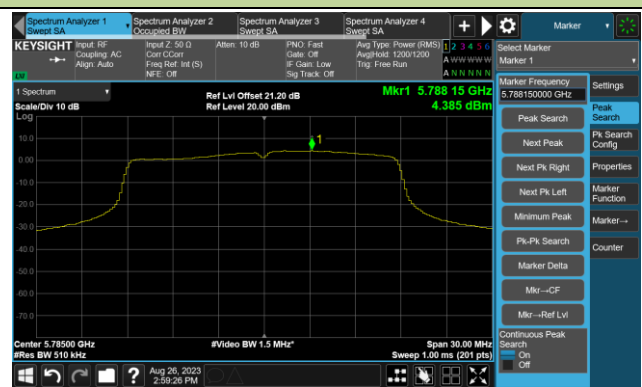 Spectrum Analyzer 1
Swept SA
Spectrum Analyzer 2
Occupied BW
Spectrum Analyzer 3
Swept SA
Spectrum Analyzer 4
Swept SA
Marker
KEYSIGHT
Input: RF
Coupling: AC
Align: Auto
Input Z: 50 Ω
Corr CCorr
Freq Ref: Int (S)
NFE: Off
Atten: 10 dB
PNO: Fast
Gate: Off
IF Gain: Low
Sig Track: Off
Avg Type: Power (RMS)
Avg|Hold: 1200/1200
Trig: Free Run
1 2 3 4 5 6
A W W W W W
A N N N N N
LXI
Select Marker
Marker 1
1 Spectrum
Scale/Div 10 dB
Log
Ref Lvl Offset 21.20 dB
Ref Level 20.00 dBm
Mkr1 5.788 15 GHz
4.385 dBm
1
10.0
0.00
-10.0
-20.0
-30.0
-40.0
-50.0
-60.0
-70.0
Center 5.78500 GHz
#Res BW 510 kHz
#Video BW 1.5 MHz*
Span 30.00 MHz
Sweep 1.00 ms (201 pts)
Marker Frequency
5.788150000 GHz
Peak Search
Next Peak
Next Pk Right
Next Pk Left
Minimum Peak
Pk-Pk Search
Marker Delta
Mkr→CF
Mkr→Ref Lvl
Continuous Peak
Search
On
Off
Settings
Peak
Search
Pk Search
Config
Properties
Marker
Function
Marker→
Counter
?
Aug 26, 2023
2:59:26 PM